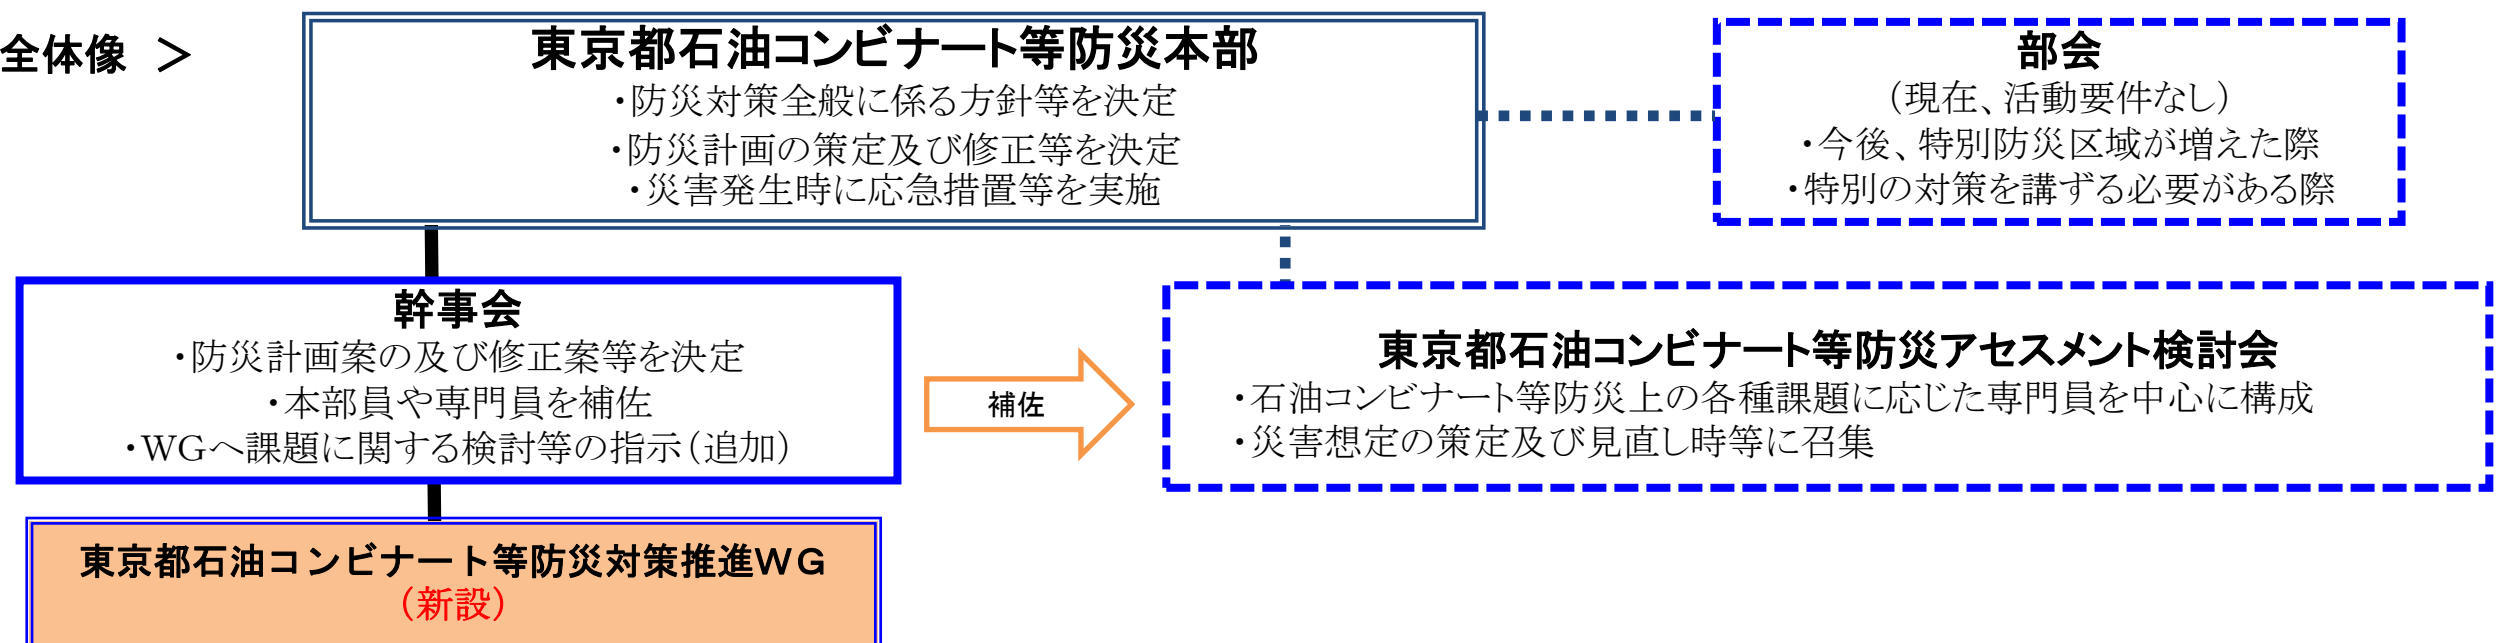 全体像 ＞
東京都石油コンビナート等防災本部
・防災対策全般に係る方針等を決定
・防災計画の策定及び修正等を決定
・災害発生時に応急措置等を実施
部会
（現在、活動要件なし）
・今後、特別防災区域が増えた際
・特別の対策を講ずる必要がある際
幹事会
・防災計画案の及び修正案等を決定
・本部員や専門員を補佐
・WGへ課題に関する検討等の指示（追加）
補佐
東京都石油コンビナート等防災アセスメント検討会
・石油コンビナート等防災上の各種課題に応じた専門員を中心に構成
・災害想定の策定及び見直し時等に召集
東京都石油コンビナート等防災対策推進WG
（新設）